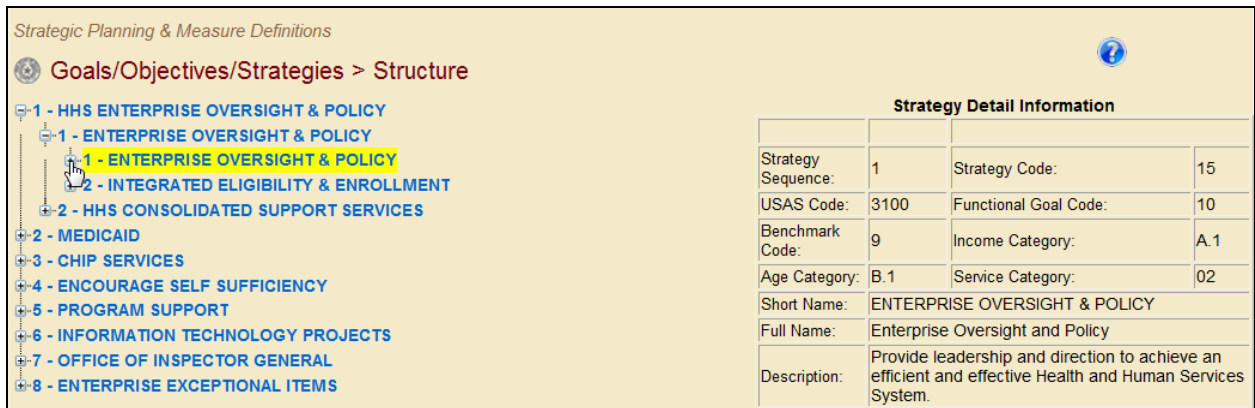 Strategic Planning & Measure Definitions
Goals/Objectives/Strategies > Structure
?
1 - HHS ENTERPRISE OVERSIGHT & POLICY
1 - ENTERPRISE OVERSIGHT & POLICY
1 - ENTERPRISE OVERSIGHT & POLICY
2 - INTEGRATED ELIGIBILITY & ENROLLMENT
2 - HHS CONSOLIDATED SUPPORT SERVICES
2 - MEDICAID
3 - CHIP SERVICES
4 - ENCOURAGE SELF SUFFICIENCY
5 - PROGRAM SUPPORT
6 - INFORMATION TECHNOLOGY PROJECTS
7 - OFFICE OF INSPECTOR GENERAL
8 - ENTERPRISE EXCEPTIONAL ITEMS
Strategy Detail Information
Strategy
Sequence: 1 Strategy Code: 15
USAS Code: 3100 Functional Goal Code: 10
Benchmark
Code: 9 Income Category: A.1
Age Category: B.1 Service Category: 02
Short Name: ENTERPRISE OVERSIGHT & POLICY
Full Name: Enterprise Oversight and Policy
Description: Provide leadership and direction to achieve an
efficient and effective Health and Human Services
System.